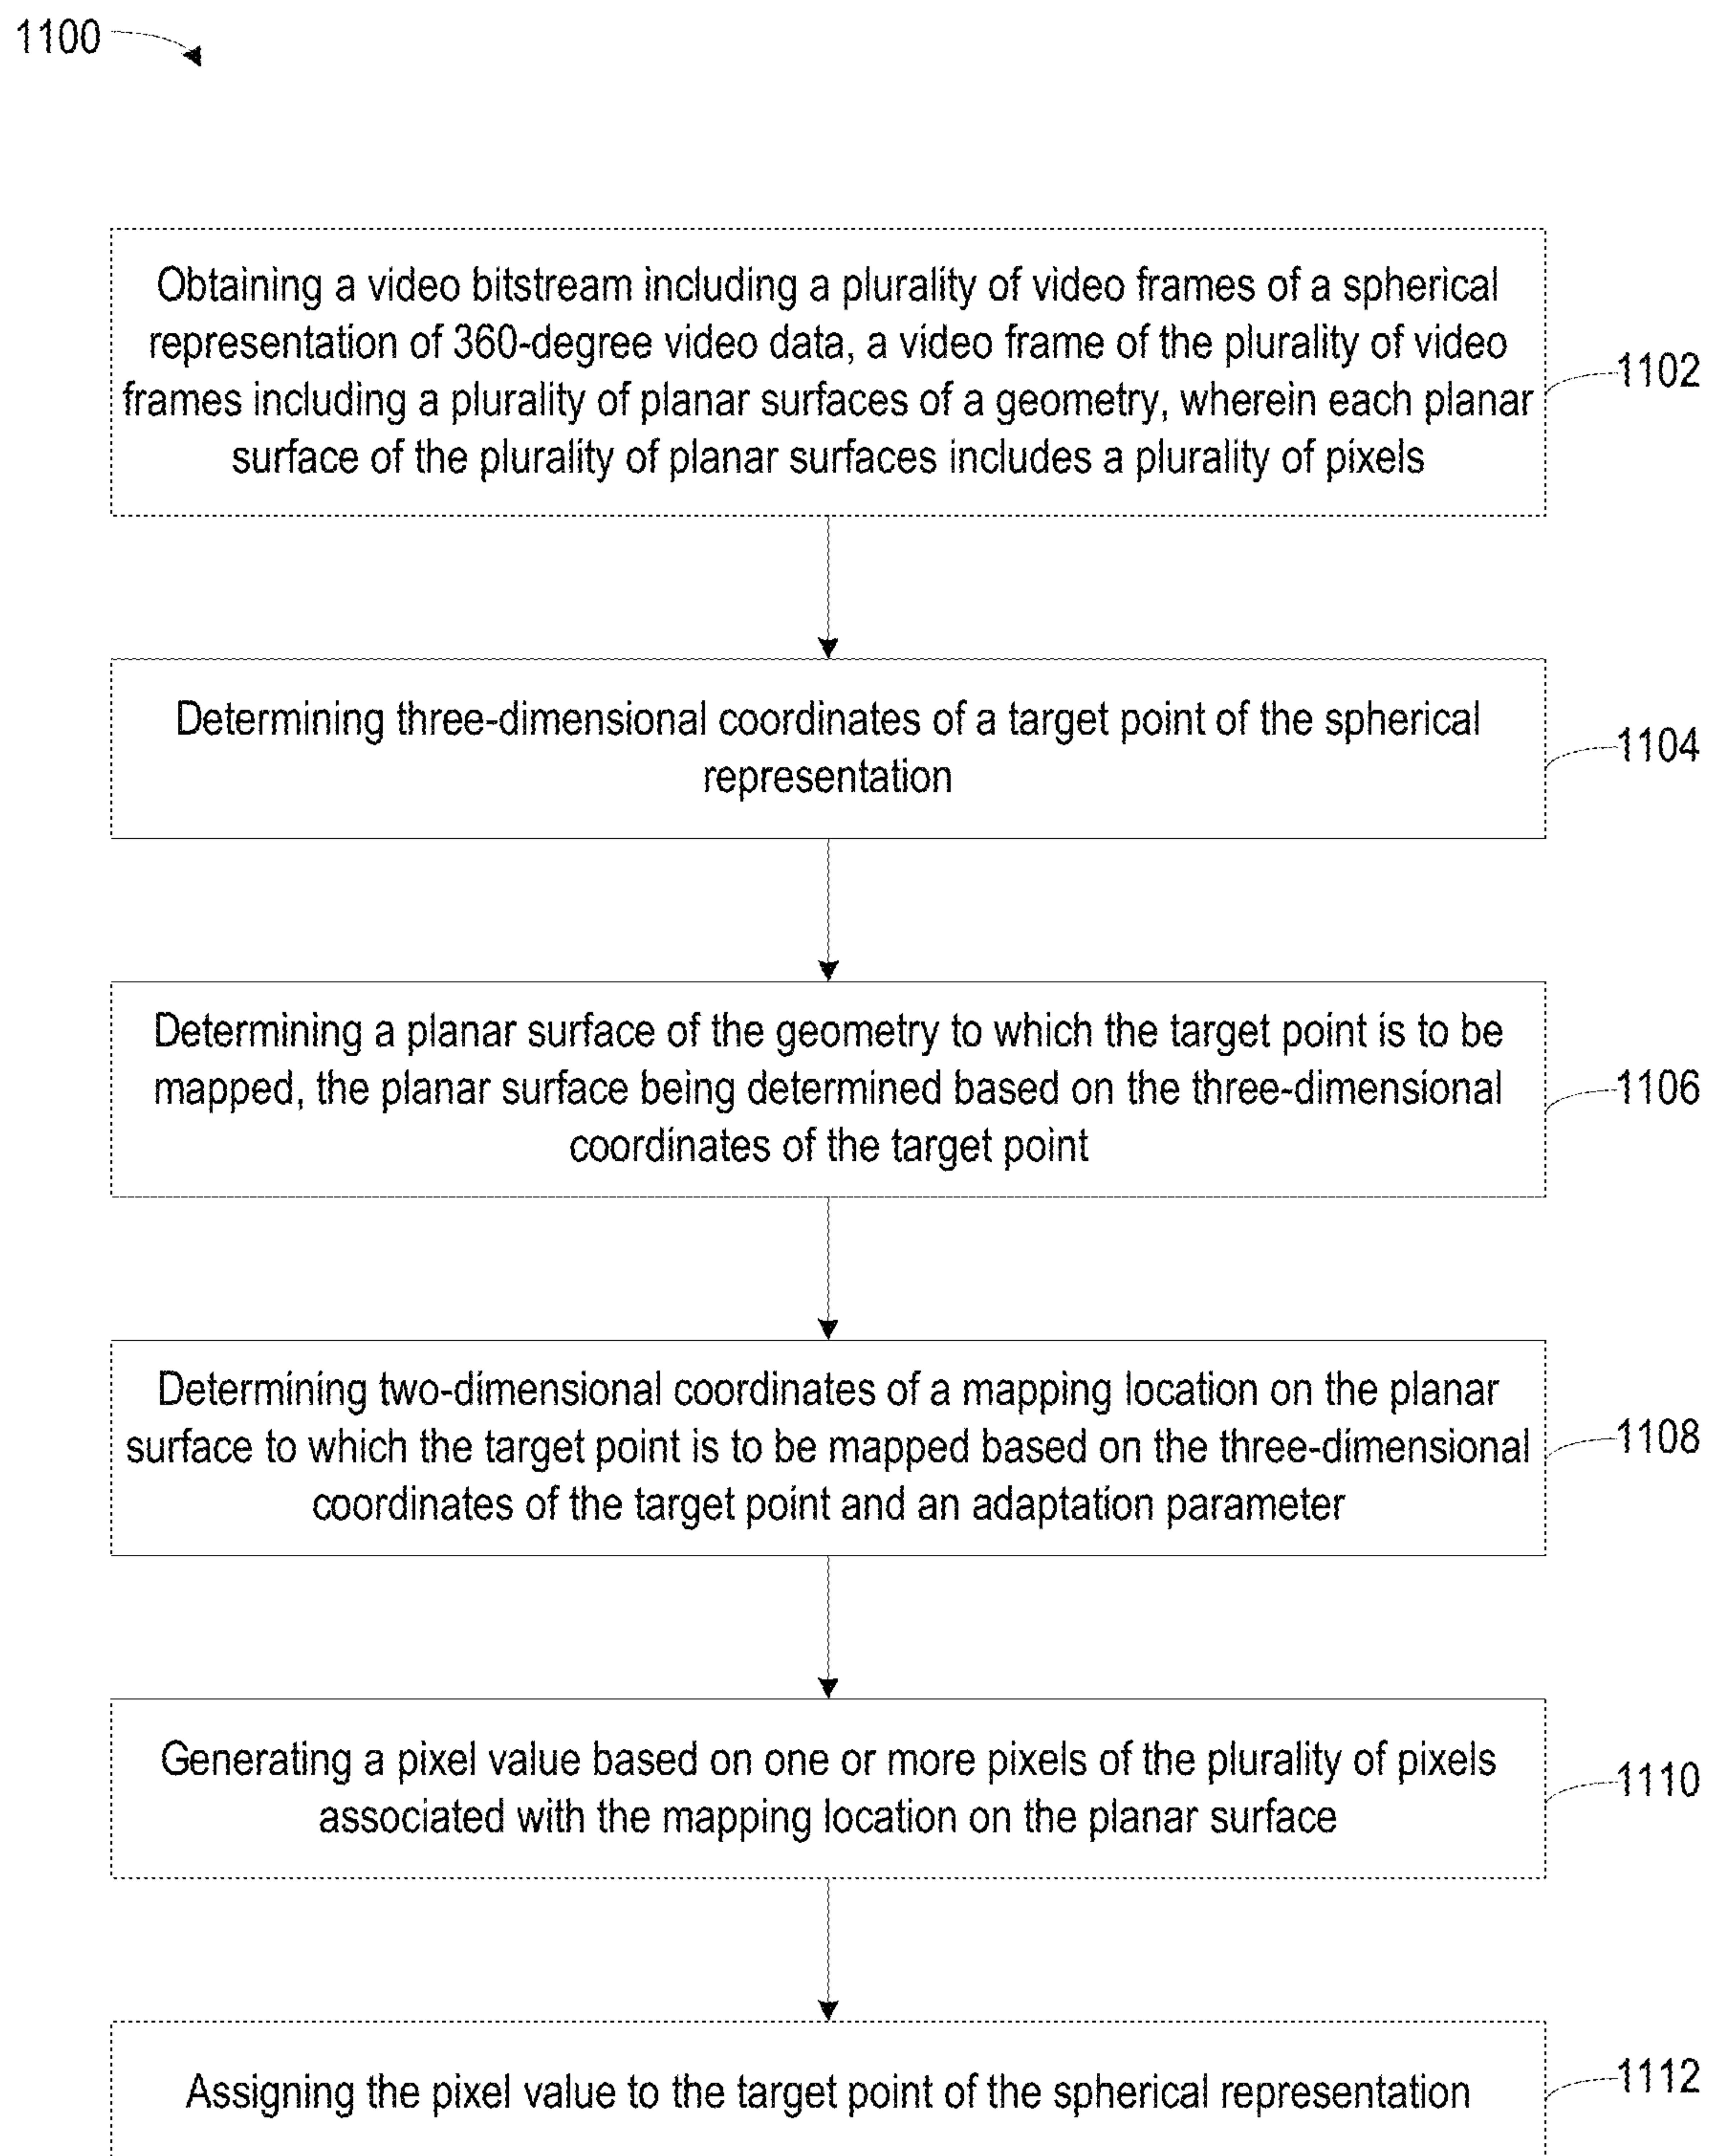 1100
Obtaining a video bitstream including a plurality of video frames of a spherical
representation of 360-degree video data, a video frame of the plurality of video
frames including a plurality of planar surfaces of a geometry, wherein each planar
surface of the plurality of planar surfaces includes a plurality of pixels
1102
Determining three-dimensional coordinates of a target point of the spherical
representation
1104
Determining a planar surface of the geometry to which the target point is to be
mapped, the planar surface being determined based on the three-dimensional
coordinates of the target point
1106
Determining two-dimensional coordinates of a mapping location on the planar
surface to which the target point is to be mapped based on the three-dimensional
coordinates of the target point and an adaptation parameter
1108
Generating a pixel value based on one or more pixels of the plurality of pixels
associated with the mapping location on the planar surface
1110
Assigning the pixel value to the target point of the spherical representation
1112